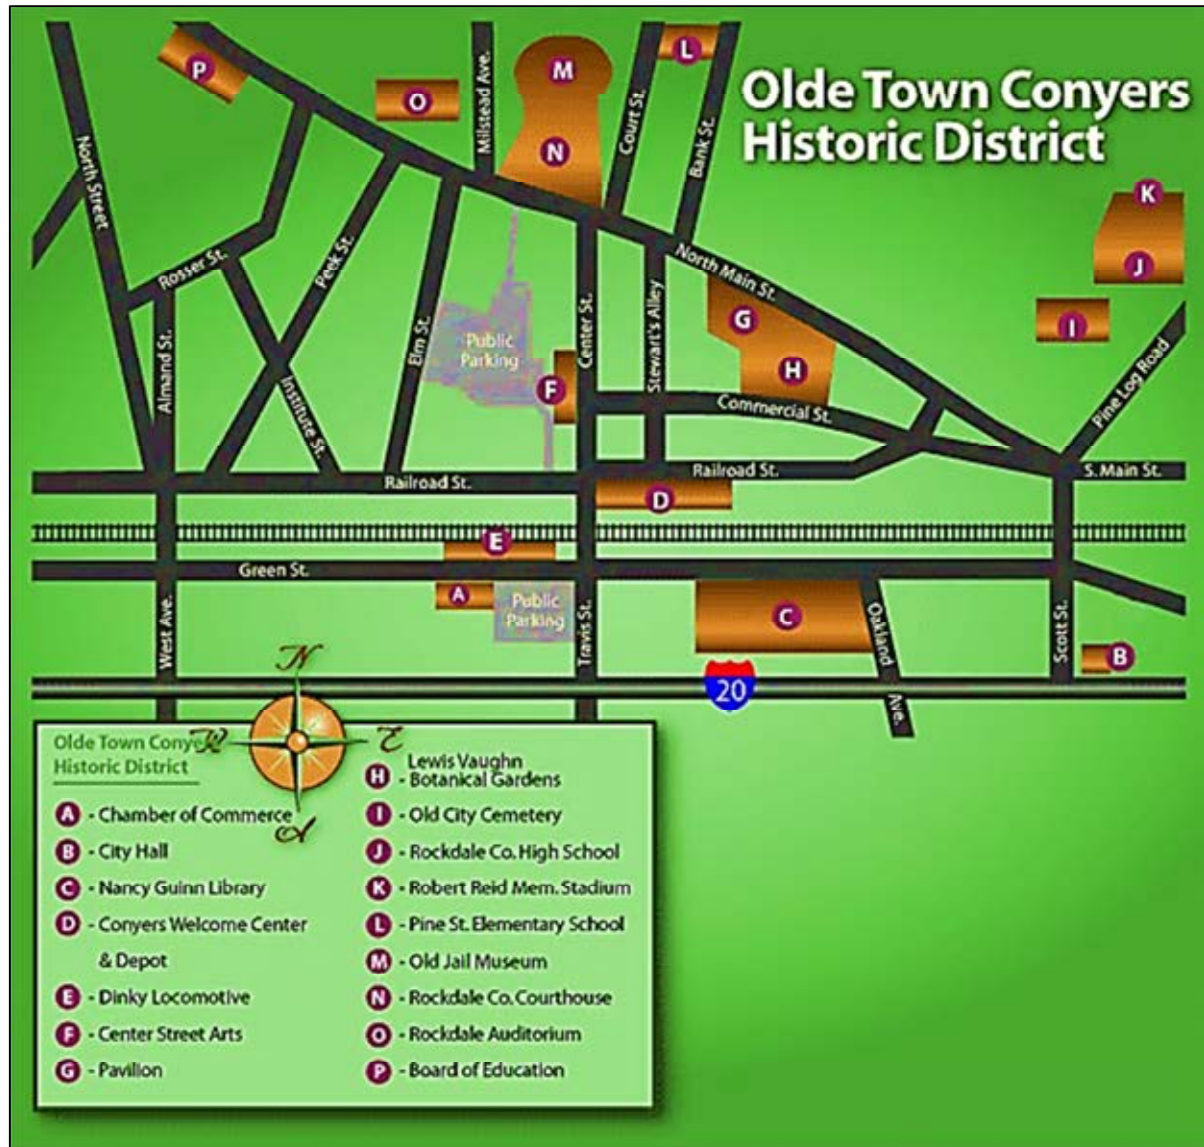 Olde Town Conyers
Historic District
P
O
M
N
L
K
J
I
G
H
F
D
E
A
C
B
North Street
Rosser St.
Almand St.
Peek St.
Institute St.
Elm St.
Milstead Ave.
Court St.
Bank St.
North Main St.
Center St.
Stewart's Alley
Commercial St.
Pine Log Road
Public
Parking
Railroad St.
Railroad St.
S. Main St.
Green St.
Public
Parking
West Ave.
Travis St.
Oakland
Ave.
Scott St.
20
N
E
Olde Town Conye
Historic District
A - Chamber of Commerce
B - City Hall
C - Nancy Guinn Library
D - Conyers Welcome Center
& Depot
E - Dinky Locomotive
F - Center Street Arts
G - Pavilion
Lewis Vaughn
H - Botanical Gardens
I - Old City Cemetery
J - Rockdale Co. High School
K - Robert Reid Mem. Stadium
L - Pine St. Elementary School
M - Old Jail Museum
N - Rockdale Co. Courthouse
O - Rockdale Auditorium
P - Board of Education